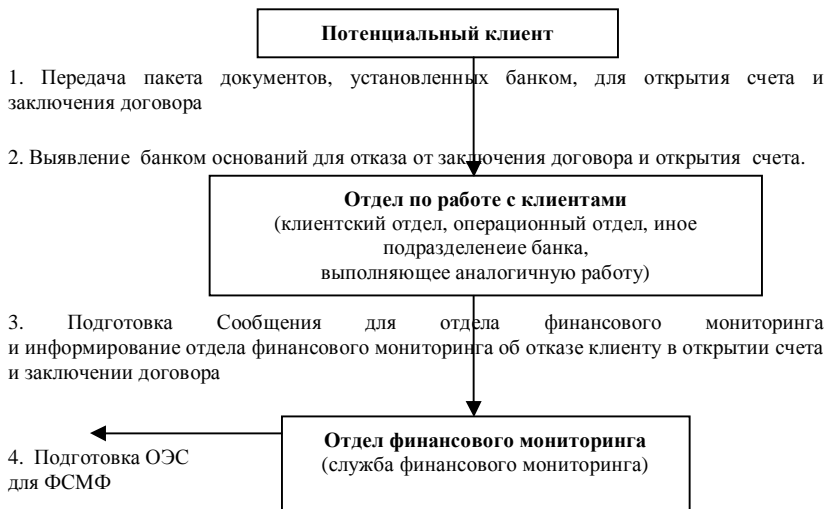 Потенциальный клиент
1. Передача пакета документов, установленных банком, для открытия счета и
заключения договора
2. Выявление банком оснований для отказа от заключения договора и открытия счета.
Отдел по работе с клиентами
(клиентский отдел, операционный отдел, иное
подразделенеие банка,
выполняющее аналогичную работу)
3. Подготовка Сообщения для отдела финансового мониторинга
и информирование отдела финансового мониторинга об отказе клиенту в открытии счета
и заключении договора
Отдел финансового мониторинга
(служба финансового мониторинга)
4. Подготовка ОЭС
для ФСМФ